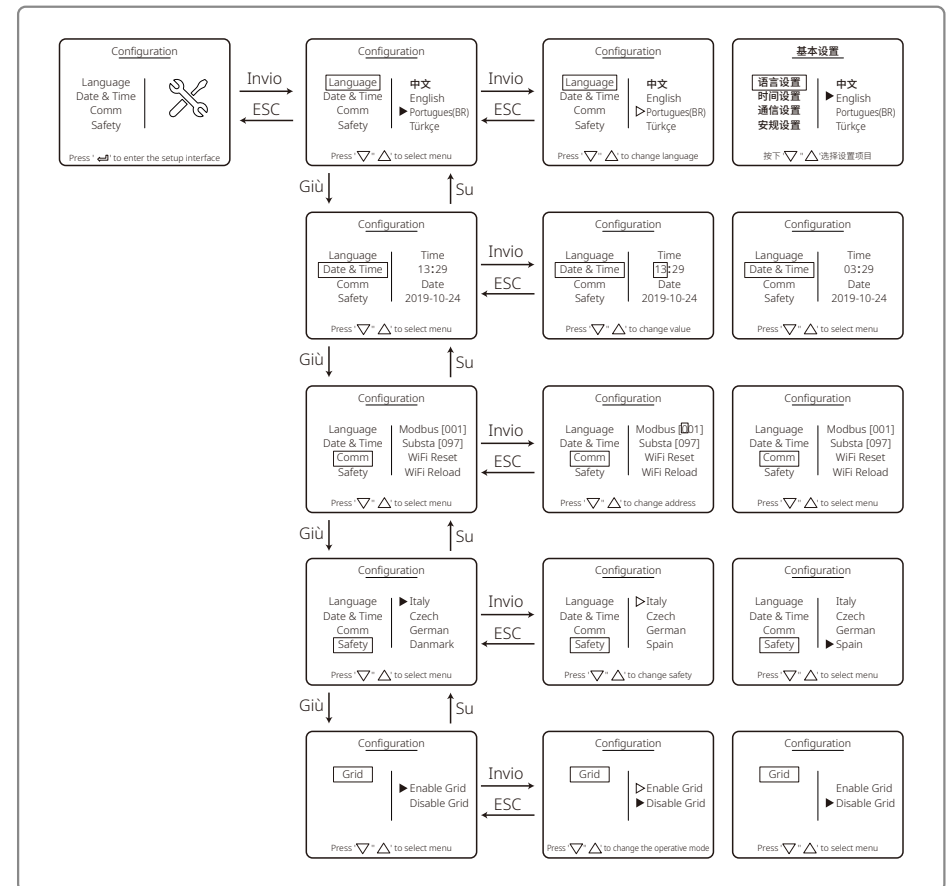 Configuration
Language
Date & Time
Comm
Safety
Press ' ' to enter the setup interface
Invio
ESC
Configuration
Language
Date & Time
Comm
Safety
中文
English
Portugues(BR)
Türkçe
Press '▽" △' to select menu
Invio
ESC
Configuration
Language
Date & Time
Comm
Safety
中文
English
Portugues(BR)
Türkçe
Press '▽" △' to change language
基本设置
语言设置
时间设置
通信设置
安规设置
中文
English
Portugues(BR)
Türkçe
按下 '▽" △'选择设置项目
Giù
Su
Configuration
Language
Date & Time
Comm
Safety
Time
13:29
Date
2019-10-24
Press '▽" △' to select menu
Invio
ESC
Configuration
Language
Date & Time
Comm
Safety
Time
13:29
Date
2019-10-24
Press '▽" △' to change value
Configuration
Language
Date & Time
Comm
Safety
Time
03:29
Date
2019-10-24
Press '▽" △' to select menu
Giù
Su
Configuration
Language
Date & Time
Comm
Safety
Modbus [001]
Substa [097]
WiFi Reset
WiFi Reload
Press '▽" △' to select menu
Invio
ESC
Configuration
Language
Date & Time
Comm
Safety
Modbus [001]
Substa [097]
WiFi Reset
WiFi Reload
Press '▽" △' to change address
Configuration
Language
Date & Time
Comm
Safety
Modbus [001]
Substa [097]
WiFi Reset
WiFi Reload
Press '▽" △' to select menu
Giù
Su
Configuration
Language
Date & Time
Comm
Safety
Italy
Czech
German
Danmark
Press '▽" △' to select menu
Invio
ESC
Configuration
Language
Date & Time
Comm
Safety
Italy
Czech
German
Spain
Press '▽" △' to change safety
Configuration
Language
Date & Time
Comm
Safety
Italy
Czech
German
Spain
Press '▽" △' to select menu
Giù
Su
Configuration
Grid
Enable Grid
Disable Grid
Press '▽" △' to select menu
Invio
ESC
Configuration
Grid
Enable Grid
Disable Grid
Press '▽" △' to change the operative mode
Configuration
Grid
Enable Grid
Disable Grid
Press '▽" △' to select menu